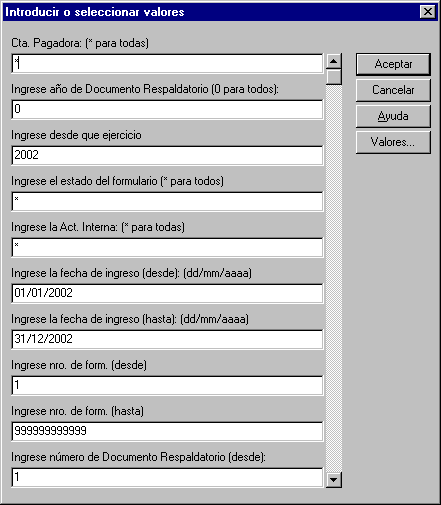 Introducir o seleccionar valores
Cta. Pagadora: (* para todas)
*
Aceptar
Ingrese año de Documento Respaldatorio (0 para todos):
Cancelar
0
Ayuda
Ingrese desde que ejercicio
Valores...
2002
Ingrese el estado del formulario (* para todos)
*
Ingrese la Act. Interna: (* para todas)
*
Ingrese la fecha de ingreso (desde): (dd/mm/aaaa)
01/01/2002
Ingrese la fecha de ingreso (hasta): (dd/mm/aaaa)
31/12/2002
Ingrese nro. de form. (desde)
1
Ingrese nro. de form. (hasta)
999999999999
Ingrese número de Documento Respaldatorio (desde):
1